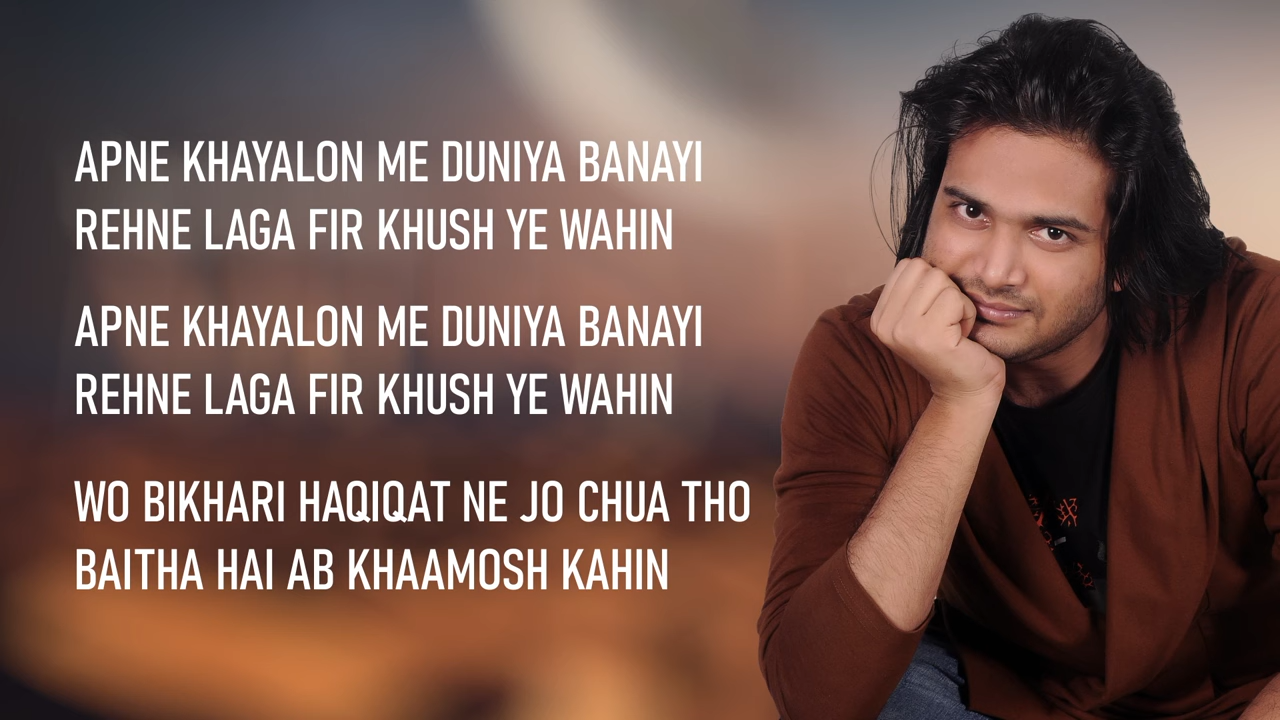 APNE KHAYALON ME DUNIYA BANAYI
REHNE LAGA FIR KHUSH YE WAHIN
APNE KHAYALON ME DUNIYA BANAYI
REHNE LAGA FIR KHUSH YE WAHIN
WO BIKHARI HAQIQAT NE JO CHUA THO
BAITHA HAI AB KHAAMOSH KAHIN